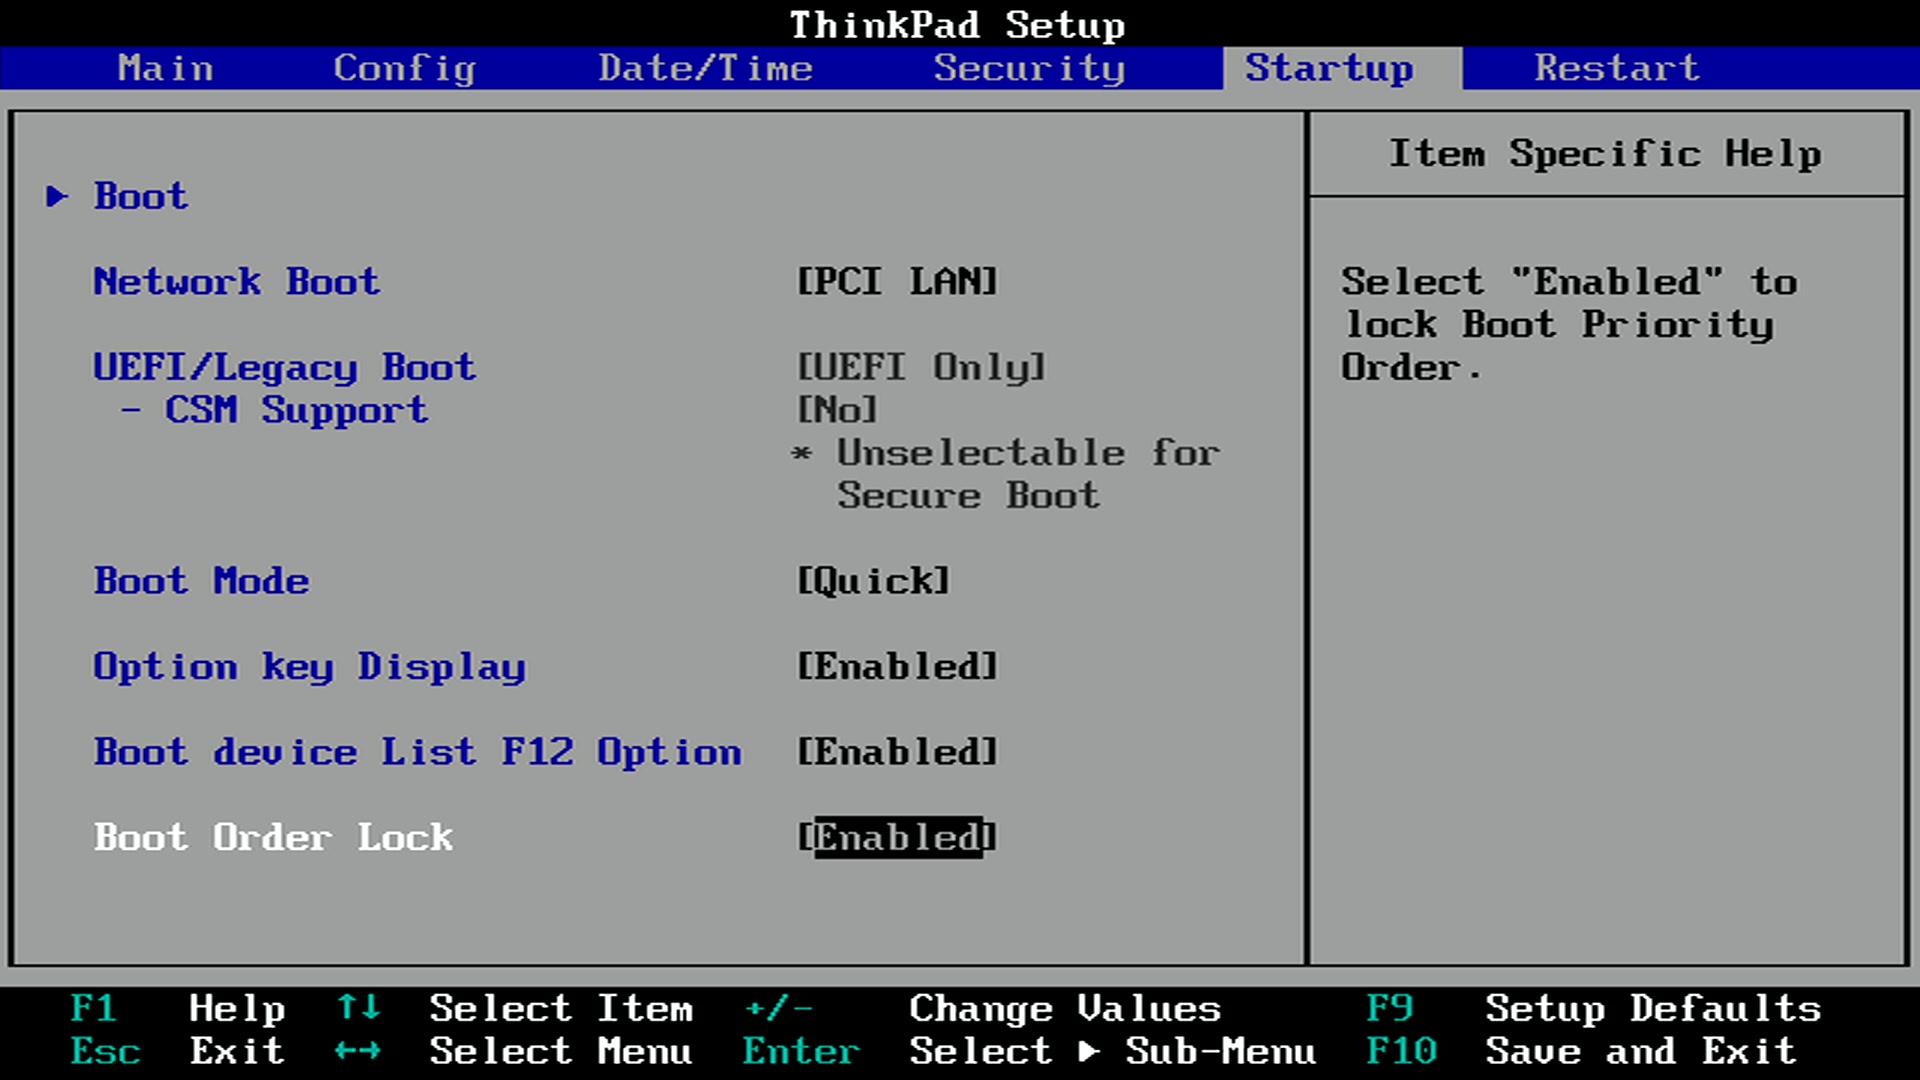 ThinkPad Setup
Main Config Date/Time Security Startup Restart
Item Specific Help
▶ Boot
Network Boot [PCI LAN]
Select "Enabled" to
lock Boot Priority
Order.
UEFI/Legacy Boot [UEFI Only]
- CSM Support [No]
* Unselectable for
Secure Boot
Boot Mode [Quick]
Option key Display [Enabled]
Boot device List F12 Option [Enabled]
Boot Order Lock [Enabled]
F1 Help ↑↓ Select Item +/- Change Values F9 Setup Defaults
Esc Exit ←→ Select Menu Enter Select ▶ Sub-Menu F10 Save and Exit